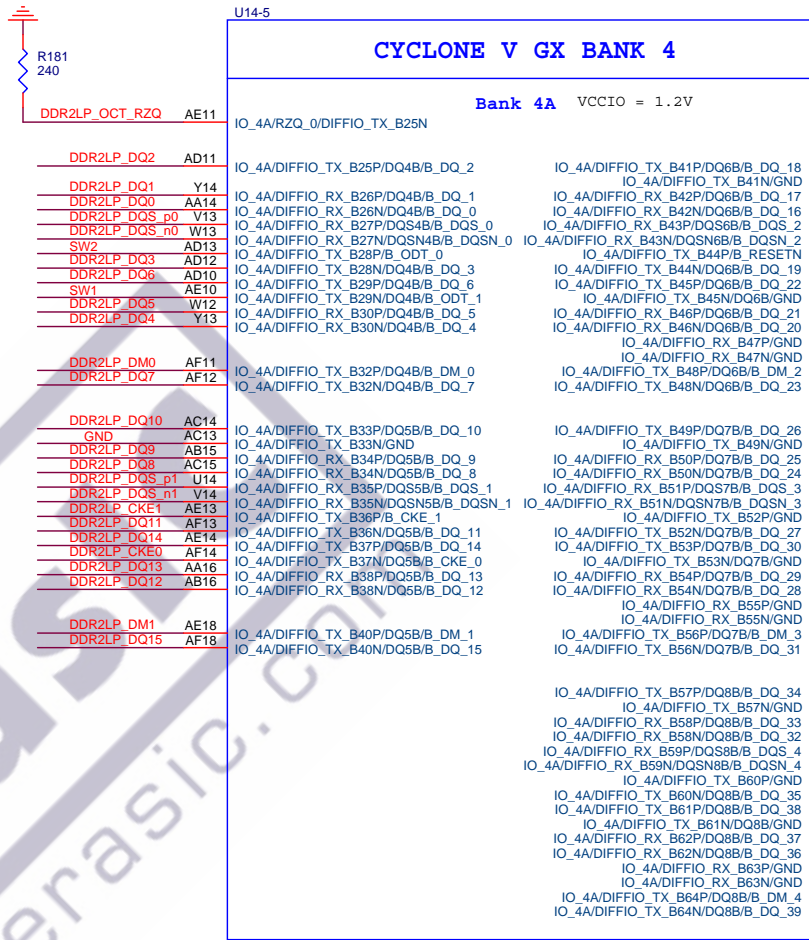 U14-5
CYCLONE V GX BANK 4
R181
240
Bank 4A VCCIO = 1.2V
DDR2LP_OCT_RZQ AE11 IO_4A/RZQ_0/DIFFIO_TX_B25N
DDR2LP_DQ2 AD11 IO_4A/DIFFIO_TX_B25P/DQ4B/B_DQ_2 IO_4A/DIFFIO_TX_B41P/DQ6B/B_DQ_18
IO_4A/DIFFIO_TX_B41N/GND
DDR2LP_DQ1 Y14 IO_4A/DIFFIO_RX_B26P/DQ4B/B_DQ_1 IO_4A/DIFFIO_RX_B42P/DQ6B/B_DQ_17
DDR2LP_DQ0 AA14 IO_4A/DIFFIO_RX_B26N/DQ4B/B_DQ_0 IO_4A/DIFFIO_RX_B42N/DQ6B/B_DQ_16
DDR2LP_DQS_p0 V13 IO_4A/DIFFIO_RX_B27P/DQS4B/B_DQS_0 IO_4A/DIFFIO_RX_B43P/DQS6B/B_DQS_2
DDR2LP_DQS_n0 W13 IO_4A/DIFFIO_RX_B27N/DQSN4B/B_DQSN_0 IO_4A/DIFFIO_RX_B43N/DQSN6B/B_DQSN_2
SW2 AD13 IO_4A/DIFFIO_TX_B28P/B_ODT_0 IO_4A/DIFFIO_TX_B44P/B_RESETN
DDR2LP_DQ3 AD12 IO_4A/DIFFIO_TX_B28N/DQ4B/B_DQ_3 IO_4A/DIFFIO_TX_B44N/DQ6B/B_DQ_19
DDR2LP_DQ6 AD10 IO_4A/DIFFIO_TX_B29P/DQ4B/B_DQ_6 IO_4A/DIFFIO_TX_B45P/DQ6B/B_DQ_22
SW1 AE10 IO_4A/DIFFIO_TX_B29N/DQ4B/B_ODT_1 IO_4A/DIFFIO_TX_B45N/DQ6B/GND
DDR2LP_DQ5 W12 IO_4A/DIFFIO_RX_B30P/DQ4B/B_DQ_5 IO_4A/DIFFIO_RX_B46P/DQ6B/B_DQ_21
DDR2LP_DQ4 Y13 IO_4A/DIFFIO_RX_B30N/DQ4B/B_DQ_4 IO_4A/DIFFIO_RX_B46N/DQ6B/B_DQ_20
IO_4A/DIFFIO_RX_B47P/GND
IO_4A/DIFFIO_RX_B47N/GND
DDR2LP_DM0 AF11 IO_4A/DIFFIO_TX_B32P/DQ4B/B_DM_0 IO_4A/DIFFIO_TX_B48P/DQ6B/B_DM_2
DDR2LP_DQ7 AF12 IO_4A/DIFFIO_TX_B32N/DQ4B/B_DQ_7 IO_4A/DIFFIO_TX_B48N/DQ6B/B_DQ_23
DDR2LP_DQ10 AC14 IO_4A/DIFFIO_TX_B33P/DQ5B/B_DQ_10 IO_4A/DIFFIO_TX_B49P/DQ7B/B_DQ_26
GND AC13 IO_4A/DIFFIO_TX_B33N/GND IO_4A/DIFFIO_TX_B49N/GND
DDR2LP_DQ9 AB15 IO_4A/DIFFIO_RX_B34P/DQ5B/B_DQ_9 IO_4A/DIFFIO_RX_B50P/DQ7B/B_DQ_25
DDR2LP_DQ8 AC15 IO_4A/DIFFIO_RX_B34N/DQ5B/B_DQ_8 IO_4A/DIFFIO_RX_B50N/DQ7B/B_DQ_24
DDR2LP_DQS_p1 U14 IO_4A/DIFFIO_RX_B35P/DQS5B/B_DQS_1 IO_4A/DIFFIO_RX_B51P/DQS7B/B_DQS_3
DDR2LP_DQS_n1 V14 IO_4A/DIFFIO_RX_B35N/DQSN5B/B_DQSN_1 IO_4A/DIFFIO_RX_B51N/DQSN7B/B_DQSN_3
DDR2LP_CKE1 AE13 IO_4A/DIFFIO_TX_B36P/B_CKE_1 IO_4A/DIFFIO_TX_B52P/GND
DDR2LP_DQ11 AF13 IO_4A/DIFFIO_TX_B36N/DQ5B/B_DQ_11 IO_4A/DIFFIO_TX_B52N/DQ7B/B_DQ_27
DDR2LP_DQ14 AE14 IO_4A/DIFFIO_TX_B37P/DQ5B/B_DQ_14 IO_4A/DIFFIO_TX_B53P/DQ7B/B_DQ_30
DDR2LP_CKE0 AF14 IO_4A/DIFFIO_TX_B37N/DQ5B/B_CKE_0 IO_4A/DIFFIO_TX_B53N/DQ7B/GND
DDR2LP_DQ13 AA16 IO_4A/DIFFIO_RX_B38P/DQ5B/B_DQ_13 IO_4A/DIFFIO_RX_B54P/DQ7B/B_DQ_29
DDR2LP_DQ12 AB16 IO_4A/DIFFIO_RX_B38N/DQ5B/B_DQ_12 IO_4A/DIFFIO_RX_B54N/DQ7B/B_DQ_28
IO_4A/DIFFIO_RX_B55P/GND
IO_4A/DIFFIO_RX_B55N/GND
DDR2LP_DM1 AE18 IO_4A/DIFFIO_TX_B40P/DQ5B/B_DM_1 IO_4A/DIFFIO_TX_B56P/DQ7B/B_DM_3
DDR2LP_DQ15 AF18 IO_4A/DIFFIO_TX_B40N/DQ5B/B_DQ_15 IO_4A/DIFFIO_TX_B56N/DQ7B/B_DQ_31
IO_4A/DIFFIO_TX_B57P/DQ8B/B_DQ_34
IO_4A/DIFFIO_TX_B57N/GND
IO_4A/DIFFIO_RX_B58P/DQ8B/B_DQ_33
IO_4A/DIFFIO_RX_B58N/DQ8B/B_DQ_32
IO_4A/DIFFIO_RX_B59P/DQS8B/B_DQS_4
IO_4A/DIFFIO_RX_B59N/DQSN8B/B_DQSN_4
IO_4A/DIFFIO_TX_B60P/GND
IO_4A/DIFFIO_TX_B60N/DQ8B/B_DQ_35
IO_4A/DIFFIO_TX_B61P/DQ8B/B_DQ_38
IO_4A/DIFFIO_TX_B61N/DQ8B/GND
IO_4A/DIFFIO_RX_B62P/DQ8B/B_DQ_37
IO_4A/DIFFIO_RX_B62N/DQ8B/B_DQ_36
IO_4A/DIFFIO_RX_B63P/GND
IO_4A/DIFFIO_RX_B63N/GND
IO_4A/DIFFIO_TX_B64P/DQ8B/B_DM_4
IO_4A/DIFFIO_TX_B64N/DQ8B/B_DQ_39
asic
erasic.com